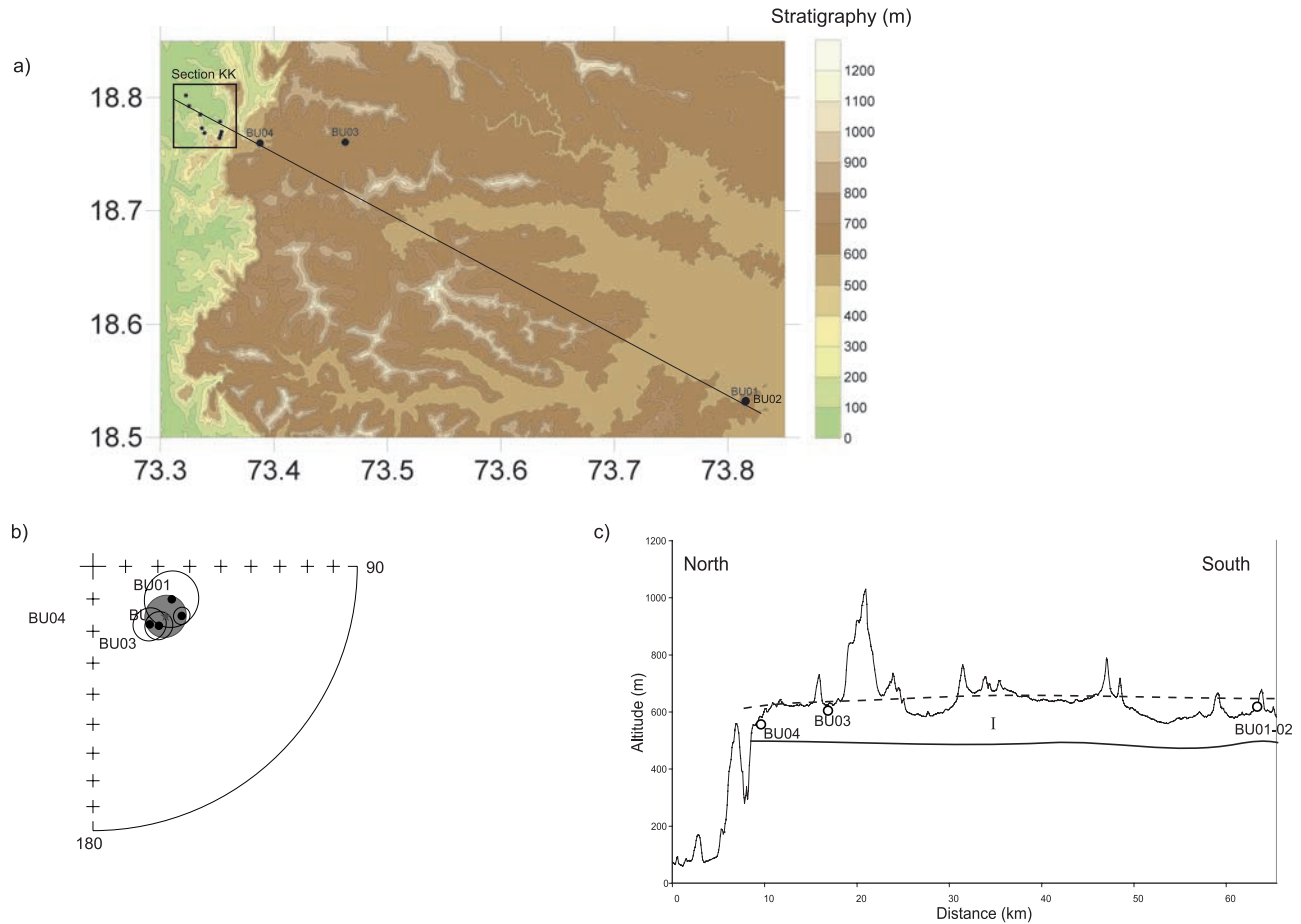 Stratigraphy (m)
a)
Section KK
18.8
18.7
18.6
18.5
BU04
BU03
BU01
BU02
73.3 73.4 73.5 73.6 73.7 73.8
1200
1100
1000
900
800
700
600
500
400
300
200
100
0
b)
90
BU01
BU
BU04
BU03
180
c)
1200
1000
800
600
400
200
0
Altitude (m)
North
South
BU04
BU03
I
BU01-02
0 10 20 30 40 50 60
Distance (km)